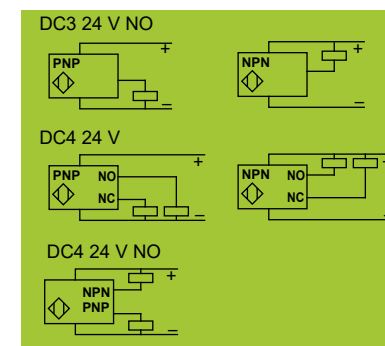 DC3 24 V NO
PNP
+
–
NPN
+
–
DC4 24 V
PNP NO
NC
+
–
NPN NO
NC
+
–
DC4 24 V NO
NPN
PNP
+
–